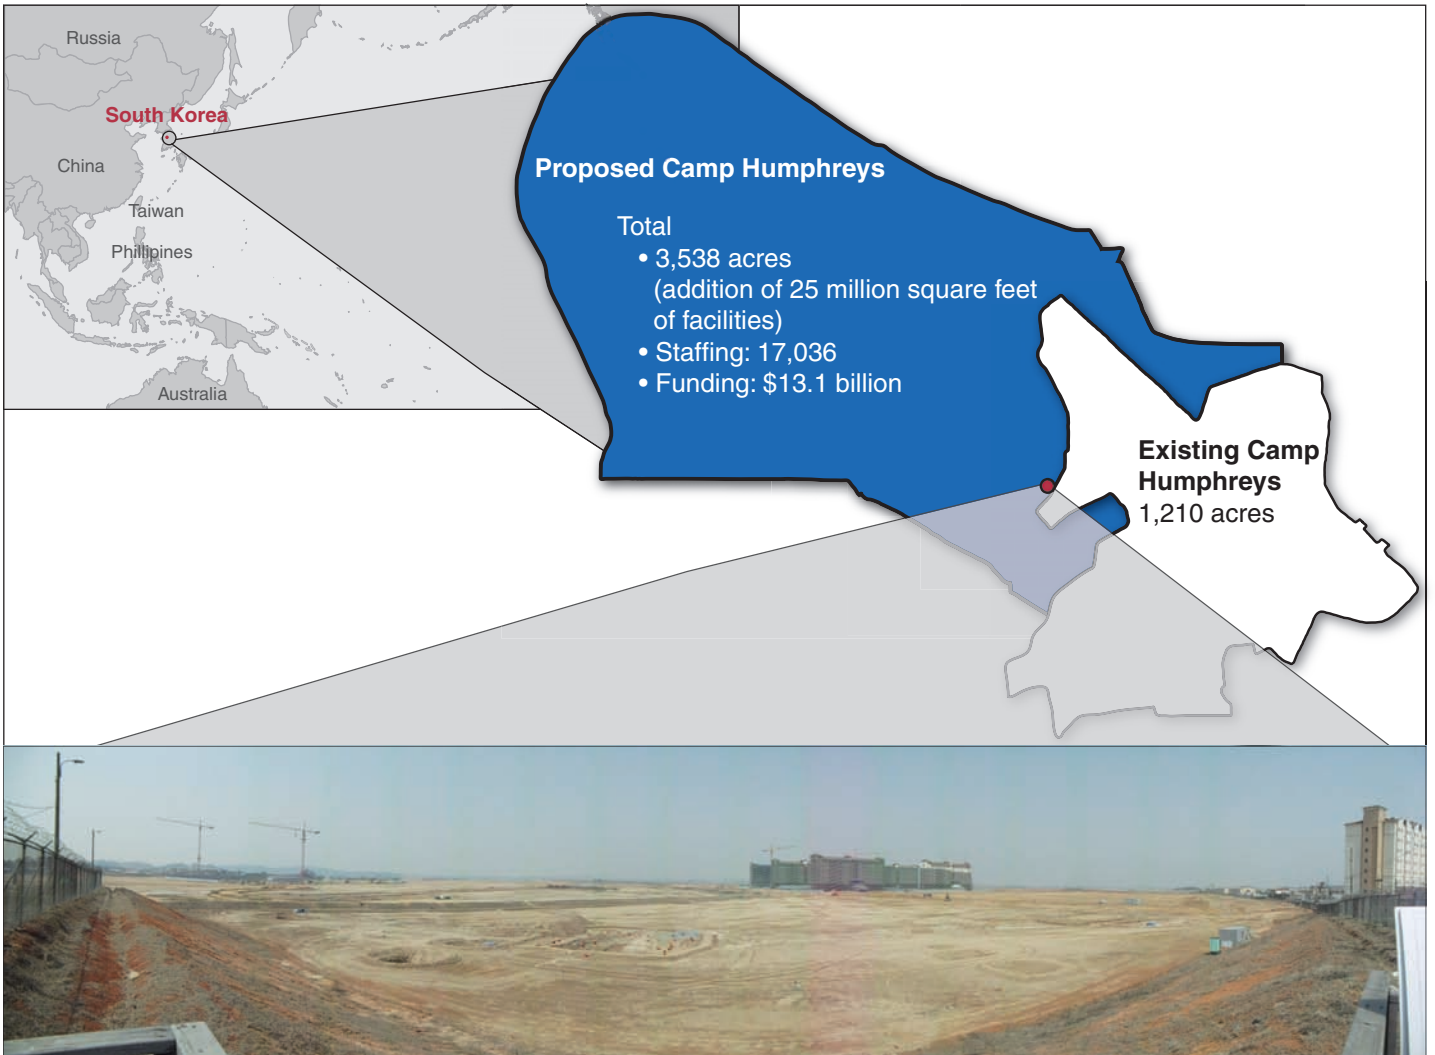 Russia
South Korea
China
Taiwan
Phillipines
Australia
Proposed Camp Humphreys
Total
• 3,538 acres
(addition of 25 million square feet
of facilities)
• Staffing: 17,036
• Funding: $13.1 billion
Existing Camp
Humphreys
1,210 acres